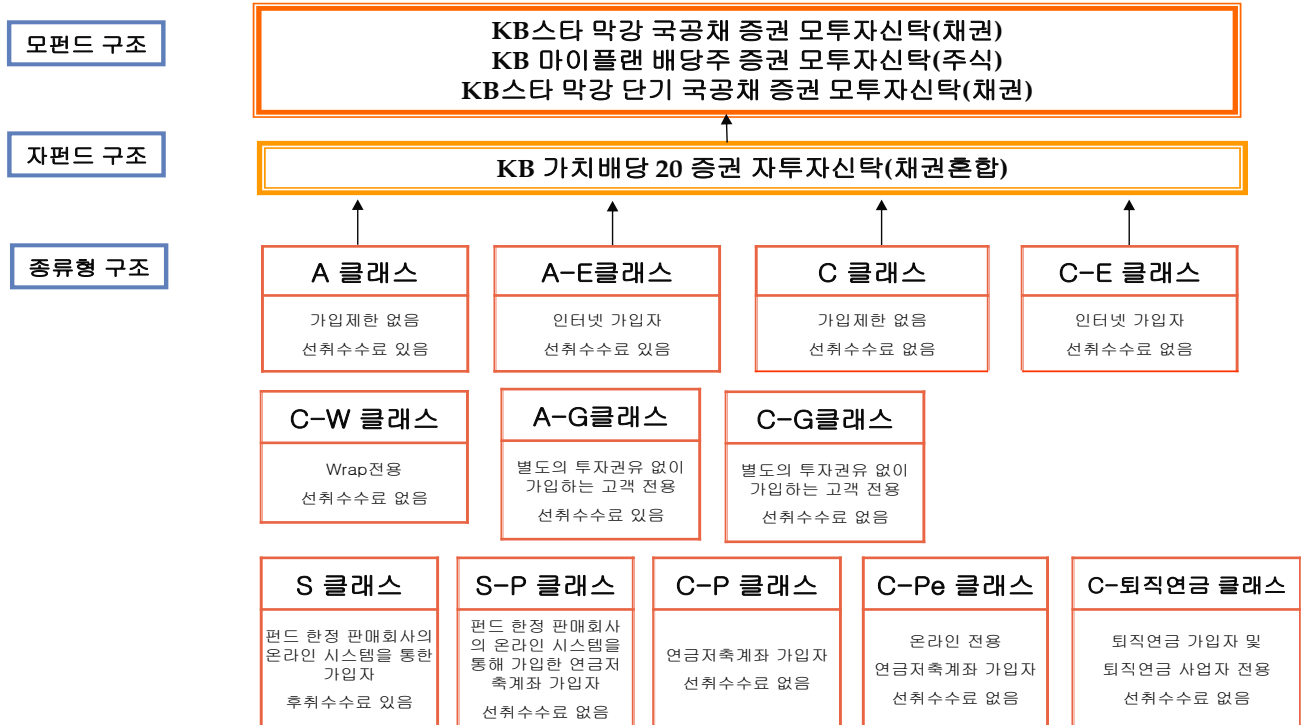 모펀드 구조
KB스타 막강 국공채 증권 모투자신탁(채권)
KB 마이플랜 배당주 증권 모투자신탁(주식)
KB스타 막강 단기 국공채 증권 모투자신탁(채권)
자펀드 구조
KB 가치배당 20 증권 자투자신탁(채권혼합)
종류형 구조
A 클래스
가입제한 없음
선취수수료 있음
A-E클래스
인터넷 가입자
선취수수료 있음
C 클래스
가입제한 없음
선취수수료 없음
C-E 클래스
인터넷 가입자
선취수수료 없음
C-W 클래스
Wrap전용
선취수수료 없음
A-G클래스
별도의 투자권유 없이
가입하는 고객 전용
선취수수료 있음
C-G클래스
별도의 투자권유 없이
가입하는 고객 전용
선취수수료 없음
S 클래스
펀드 한정 판매회사의
온라인 시스템을 통한
가입자
후취수수료 있음
S-P 클래스
펀드 한정 판매회사
의 온라인 시스템을
통해 가입한 연금저
축계좌 가입자
선취수수료 없음
C-P 클래스
연금저축계좌 가입자
선취수수료 없음
C-Pe 클래스
온라인 전용
연금저축계좌 가입자
선취수수료 없음
C-퇴직연금 클래스
퇴직연금 가입자 및
퇴직연금 사업자 전용
선취수수료 없음